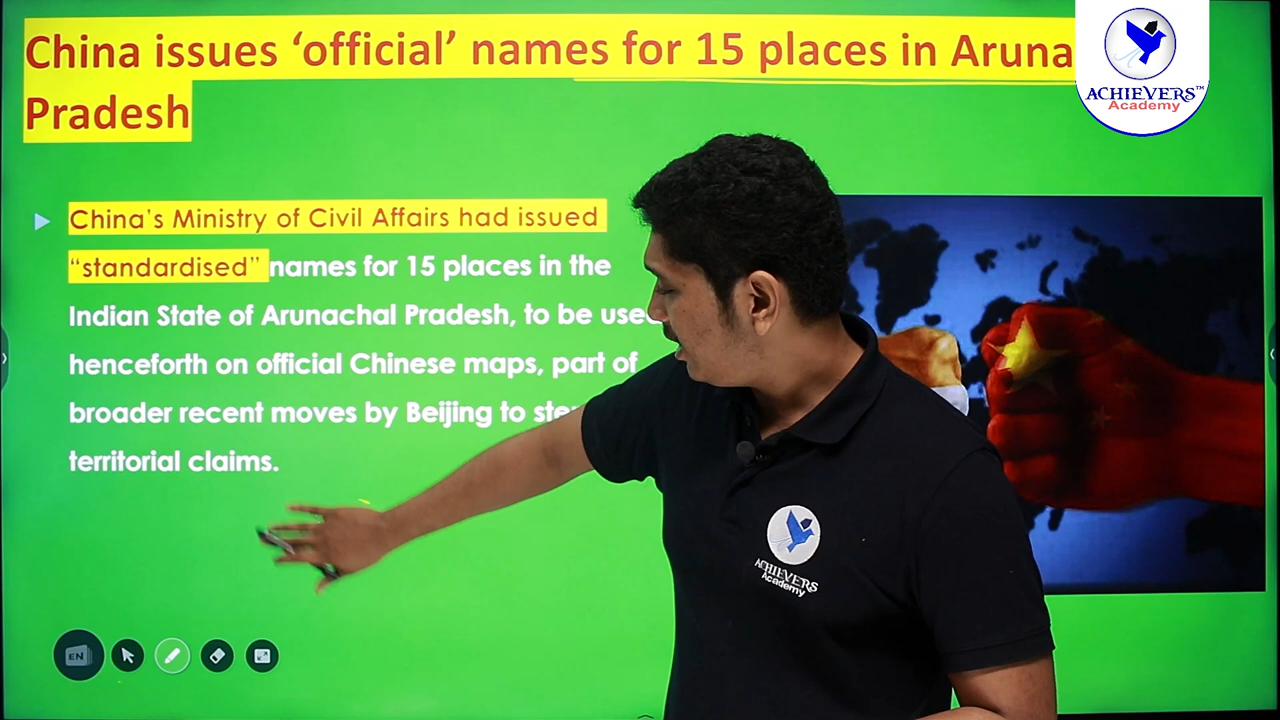 China issues ‘official’ names for 15 places in Aruna
Pradesh
ACHIEVERS™
Academy
China’s Ministry of Civil Affairs had issued
“standardised” names for 15 places in the
Indian State of Arunachal Pradesh, to be used
henceforth on official Chinese maps, part of
broader recent moves by Beijing to ste
territorial claims.
ACHIEVERS
Academy
EN